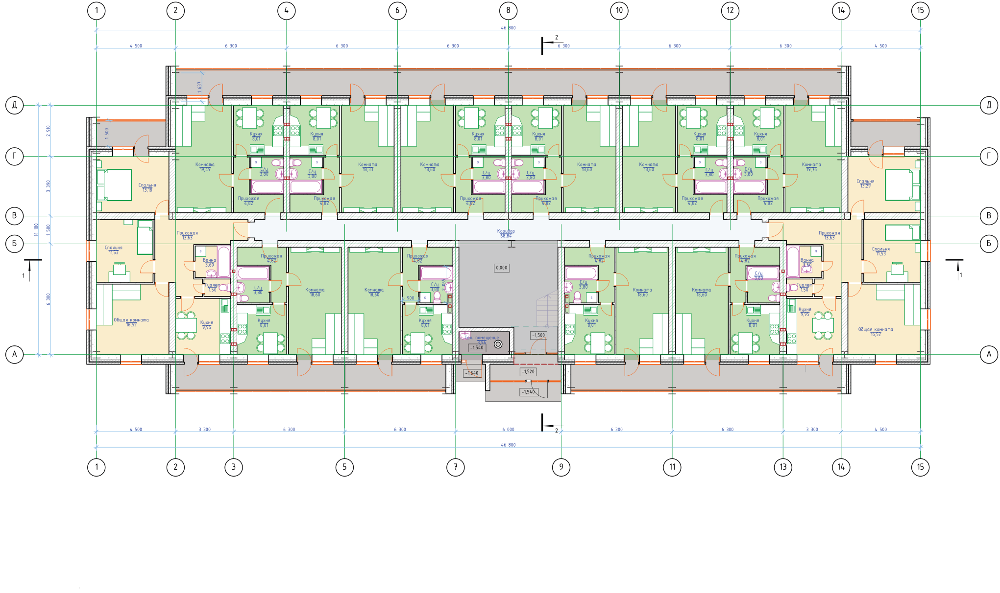 1 2 4 6 8 10 12 14 15
46 800
2
4 500 6 300 6 300 6 300 6 300 6 300 6 300 4 500
1 637
Д Д
2 910
1 500
Кухня Кухня Кухня Кухня Кухня Кухня
8,01 8,01 8,01 8,01 8,01 8,01
Г Г
З З З З З З
Комната Комната Комната Комната Комната Комната
19,49 18,33 18,60 18,60 18,60 19,76
С/у С/у С/у С/у С/у С/у
3,80 3,80 3,80 3,80 3,80 3,80
3 390
Спальня Спальня
13,18 13,29
Прихожая Прихожая Прихожая Прихожая Прихожая Прихожая
4,82 4,82 4,82 4,82 4,82 4,82
В В
14 180
1 580
Прихожая Коридор Прихожая
13,63 68,84 13,63
Б Б
Спальня Спальня
11,53 11,53
З З
Прихожая Прихожая Прихожая Прихожая
4,82 4,82 4,82 4,82
Ванна Ванна
3,60 3,60
0,000
1 1
Туалет С/у С/у С/у С/у Туалет
1,50 3,80 3,80 3,80 3,80 1,50
2 065
900
З З
Комната Комната Комната Комната
18,60 18,60 18,60 18,60
6 300
Общая комната Кухня Кухня Кухня Кухня Кухня Кухня Общая комната
16,52 9,95 8,01 8,01 8,01 8,01 9,95 16,52
-1,500
Тех. помещение
3,96
-1,540
А А
-1,540 -1,520
-1,540
2
4 500 3 300 6 300 6 300 6 000 6 300 6 300 3 300 4 500
46 800
1 2 3 5 7 9 11 13 14 15